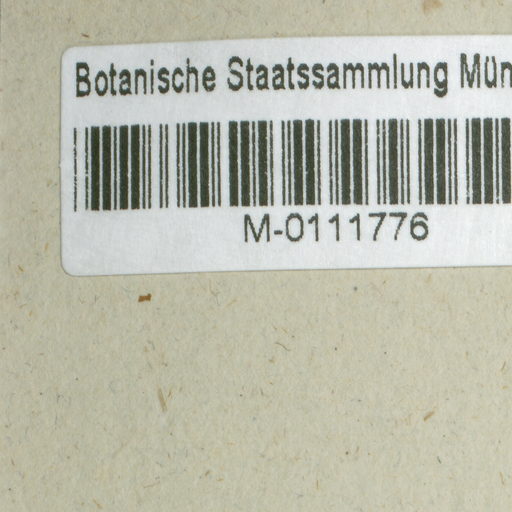 Botanische Staatssammlung Mün
M-0111776